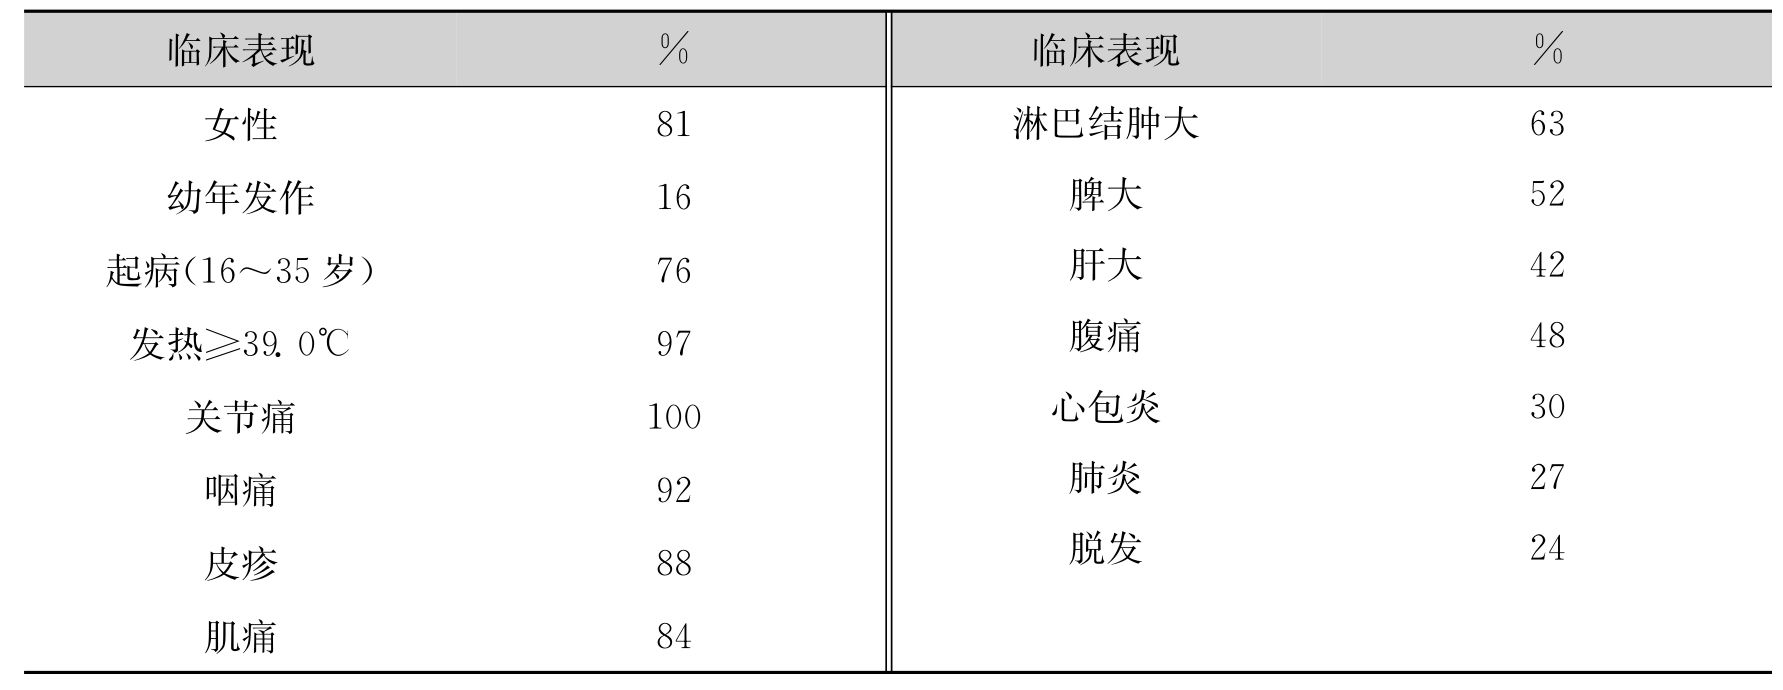 临床表现 % 临床表现 %
女性 81 淋巴结肿大 63
幼年发作 16 脾大 52
起病(16～35岁) 76 肝大 42
发热≥39.0℃ 97 腹痛 48
关节痛 100 心包炎 30
咽痛 92 肺炎 27
皮疹 88 脱发 24
肌痛 84